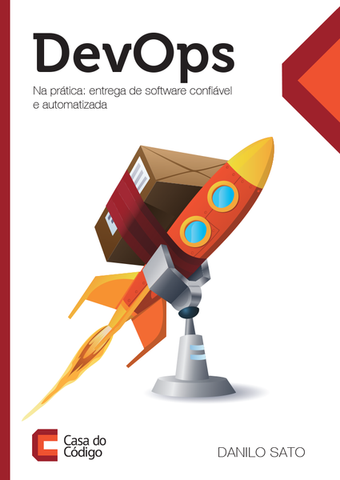 DevOps
Na prática: entrega de software confiável
e automatizada
Casa do
Código
DANILO SATO